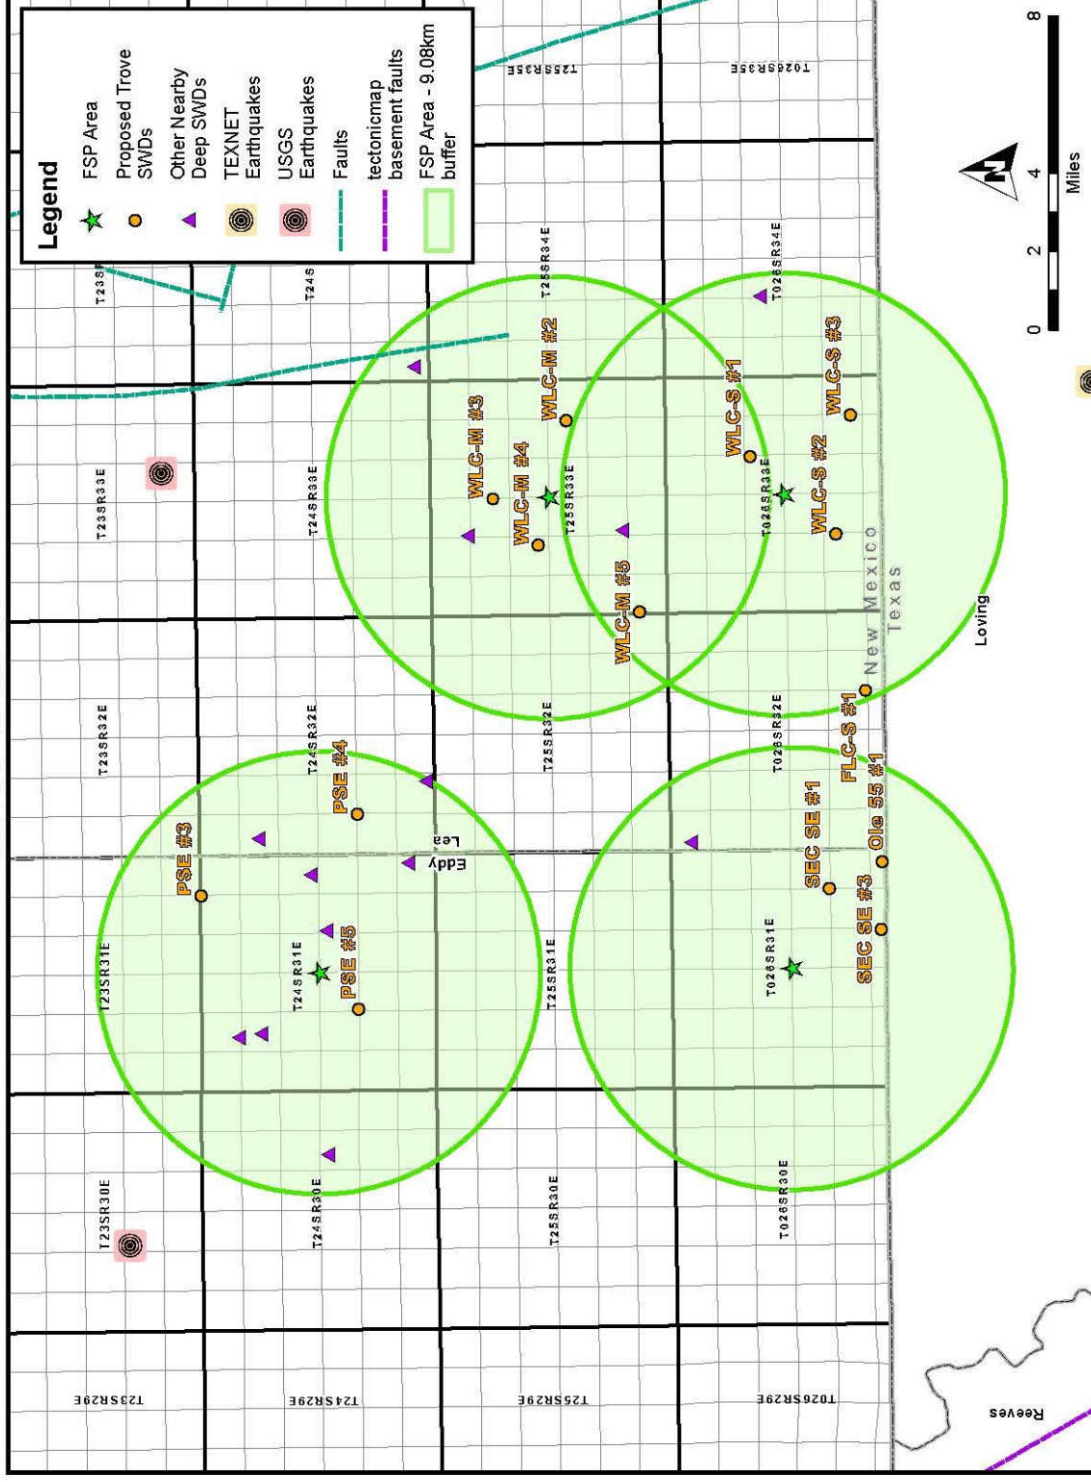 Legend
FSP Area
Proposed Trove
SWDs
Other Nearby
Deep SWDs
TEXNET
Earthquakes
USGS
Earthquakes
Faults
tectonicmap
basement faults
FSP Area - 9.08km
buffer
T23SR29E
T23SR30E
T23SR31E
T23SR32E
T23SR33E
T23SR
T24SR29E
T24SR30E
T24SR31E
T24SR32E
T24SR33E
T24S
T25SR29E
T25SR30E
T25SR31E
T25SR32E
T25SR33E
T25SR34E
T25SR35E
T026SR29E
T026SR30E
T026SR31E
T026SR32E
T026SR33E
T026SR34E
T026SR35E
PSE #3
PSE #4
PSE #5
Eddy
Lea
WLC-M #3
WLC-M #4
WLC-M #2
WLC-M #5
WLC-S #1
WLC-S #2
WLC-S #3
SEC SE #1
SEC SE #3
FLC-S #1
Ole 55 #1
New Mexico
Texas
Loving
Reeves
N
0 2 4 8
Miles